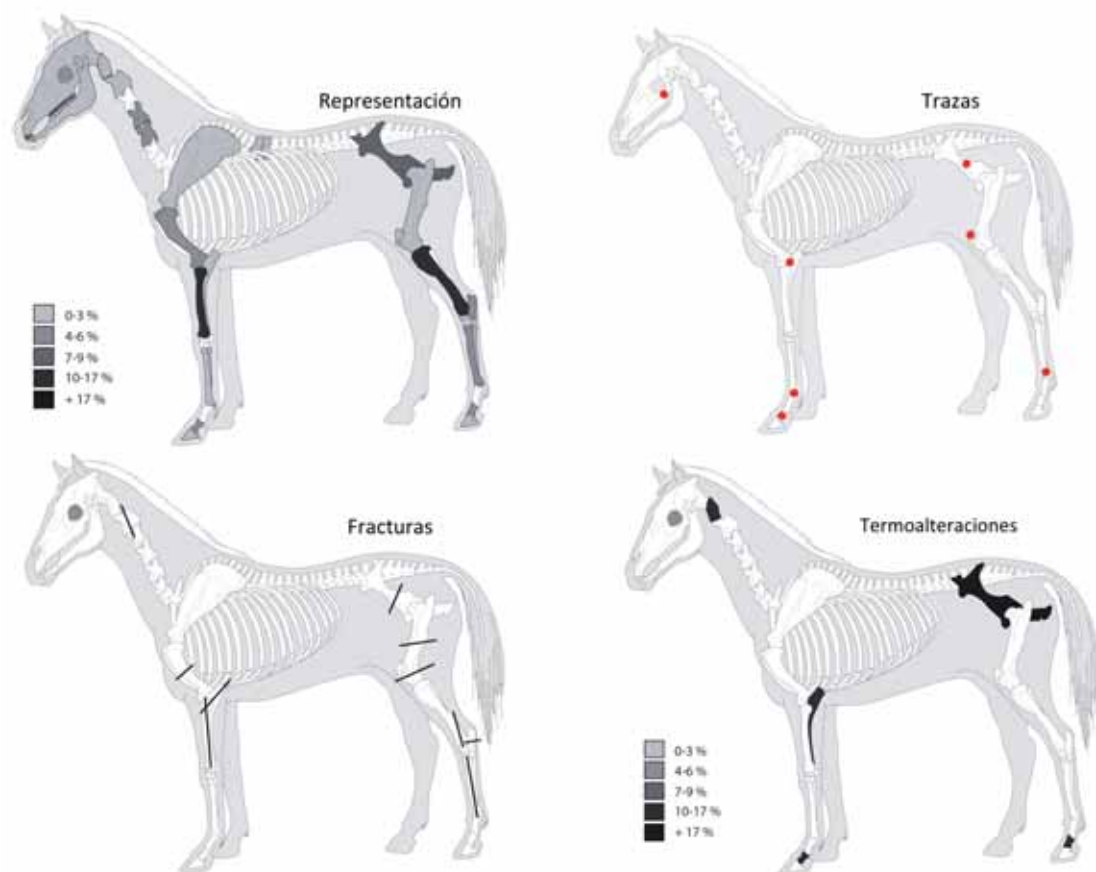 Representación
0-3 %
4-6 %
7-9 %
10-17 %
+ 17 %
Trazas
Fracturas
Termoalteraciones
0-3 %
4-6 %
7-9 %
10-17 %
+ 17 %